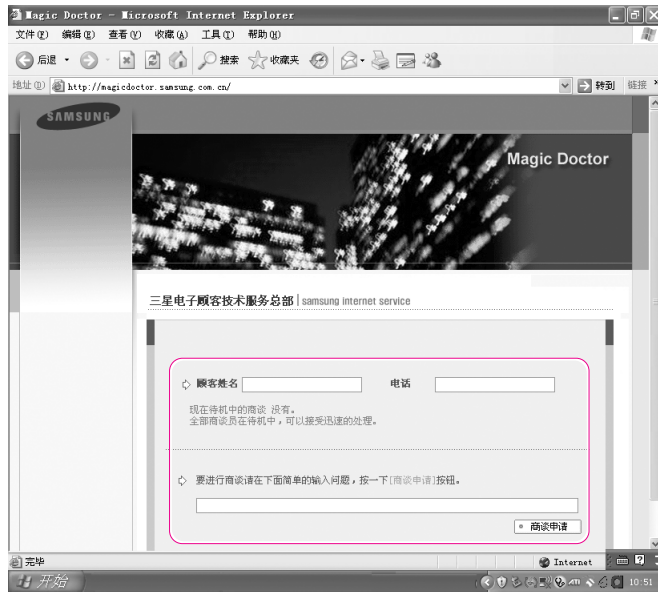 Magic Doctor - Microsoft Internet Explorer
文件(F) 编辑(E) 查看(V) 收藏(A) 工具(T) 帮助(H)
后退 搜索 收藏夹
地址(D) http://magicdoctor.samsung.com.cn/ 转到 链接
SAMSUNG
Magic Doctor
三星电子顾客技术服务总部 | samsung internet service
顾客姓名 电话
现在待机中的商谈 没有。
全部商谈员在待机中，可以接受迅速的处理。
要进行商谈请在下面简单的输入问题，按一下[商谈申请]按钮。
商谈申请
完毕 Internet
开始 10:51